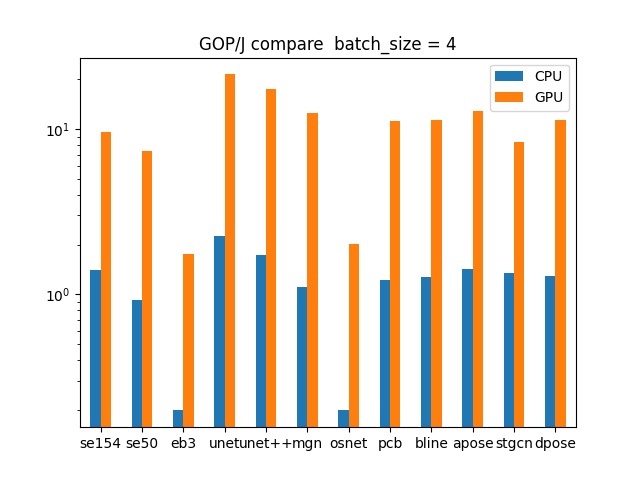 GOP/J compare batch_size = 4
CPU
GPU
10¹
10⁰
se154 se50 eb3 unet unet++ mgn osnet pcb bline apose stgcn dpose